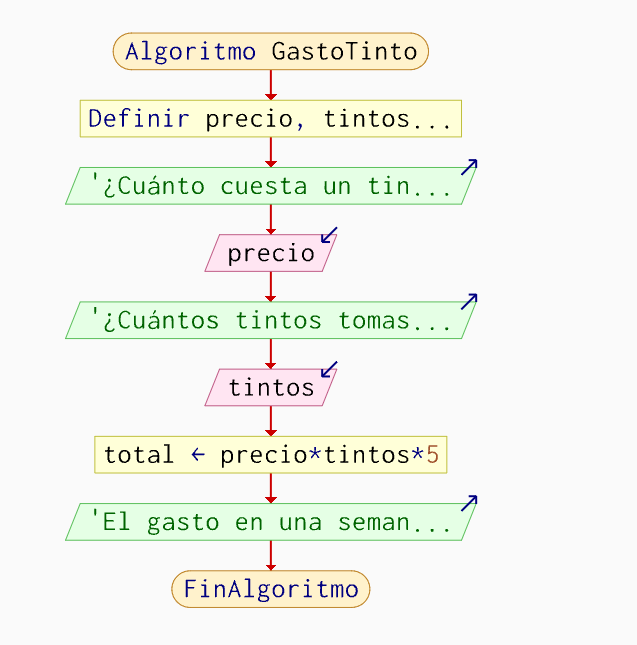 Algoritmo GastoTinto
Definir precio, tintos...
'¿Cuánto cuesta un tin...
precio
'¿Cuántos tintos tomas...
tintos
total ← precio*tintos*5
'El gasto en una seman...
FinAlgoritmo